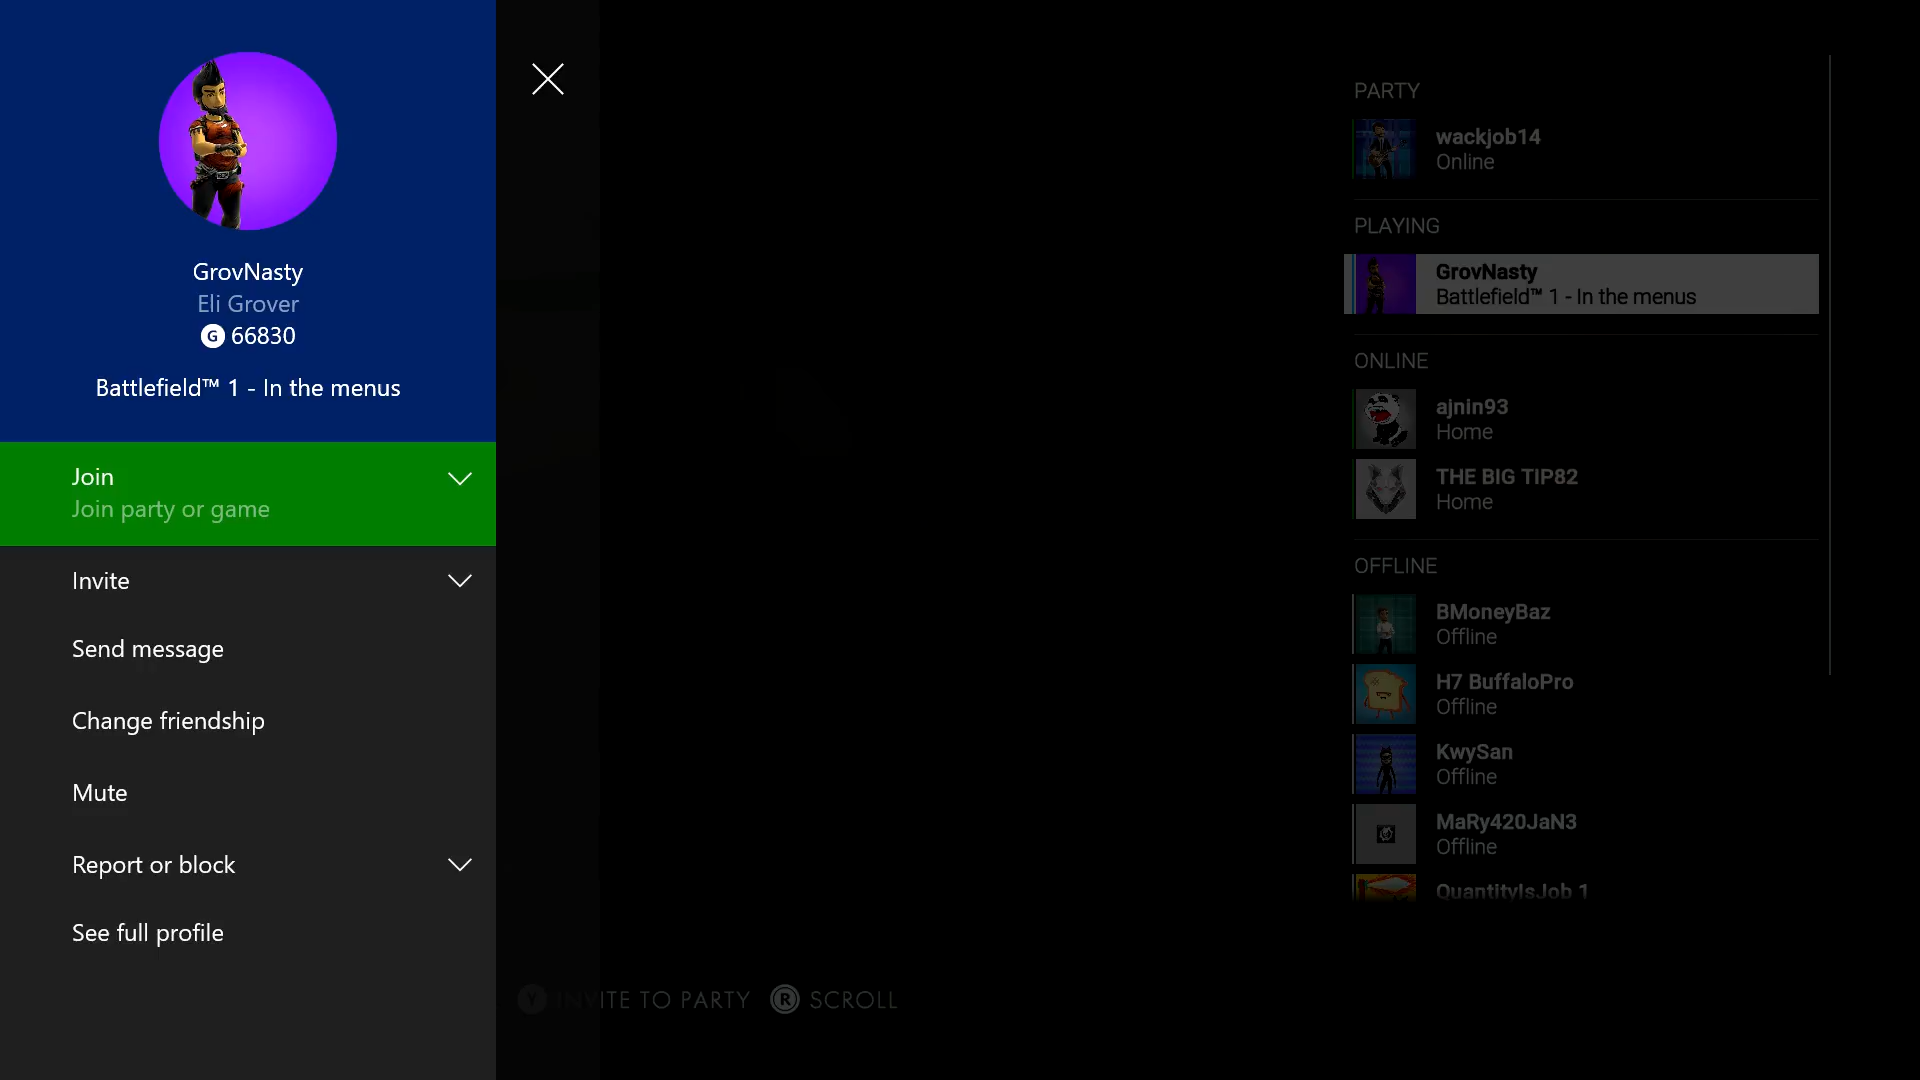 GrovNasty
Eli Grover
G 66830
Battlefield™ 1 - In the menus
Join
Join party or game
Invite
Send message
Change friendship
Mute
Report or block
See full profile
Y INVITE TO PARTY R SCROLL
PARTY
wackjob14
Online
PLAYING
GrovNasty
Battlefield™ 1 - In the menus
ONLINE
ajnin93
Home
THE BIG TIP82
Home
OFFLINE
BMoneyBaz
Offline
H7 BuffaloPro
Offline
KwySan
Offline
MaRy420JaN3
Offline
QuantityIsJob 1